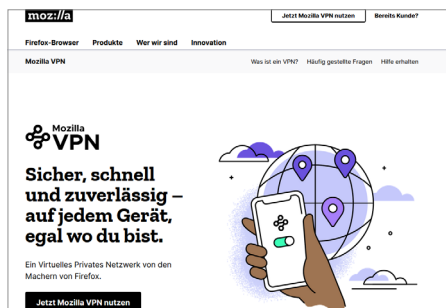 moz://a
Jetzt Mozilla VPN nutzen Bereits Kunde?
Firefox-Browser Produkte Wer wir sind Innovation
Mozilla VPN Was ist ein VPN? Häufig gestellte Fragen Hilfe erhalten
Mozilla
VPN
Sicher, schnell
und zuverlässig –
auf jedem Gerät,
egal wo du bist.
Ein Virtuelles Privates Netzwerk von den
Machern von Firefox.
Jetzt Mozilla VPN nutzen